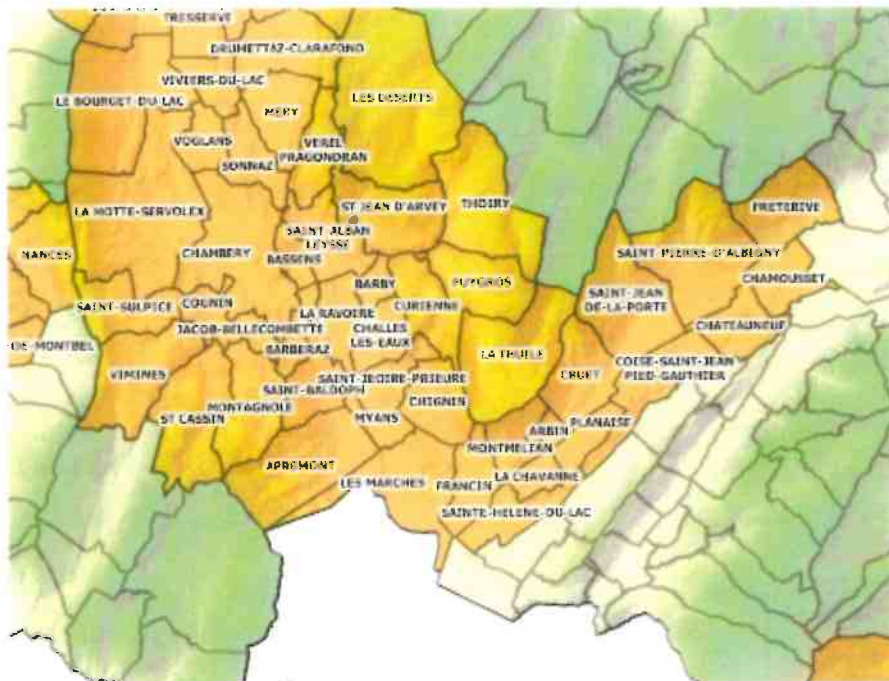 TRESSERVE
DRUMETTAZ-CLARAFOND
VIVIERS-DU-LAC
LE BOURGET-DU-LAC
MERY
LES DESERTS
VOGLANS
VEREL
PRAGONDRAN
SONNAZ
LA MOTTE-SERVOLEX
ST JEAN D'ARVEY
THOIRY
PRETERIVE
NANCES
SAINT-ALBAN
LEYSSE
CHAMBERY
BASSENS
SAINT-PIERRE-D'ALBIGNY
CHAMOUSSET
BARBY
PUYGROS
SAINT-SULPICE
COGNIN
CURIENNE
SAINT-JEAN
DE-LA-PORTE
LA RAVOIRE
JACOB-BELLECOMBETTE
CHALLES
LES-EAUX
CHATEAUNEUF
DE-MONTBEL
BARBERAZ
LA THUILE
VIMINES
COISE-SAINT-JEAN
PIED-GAUTHIER
CRUET
SAINT-JEOIRE-PRIEURE
SAINT-BALDOPH
CHIGNIN
MONTAGNOLE
ST CASSIN
MYANS
PLANAISE
ARBIN
MONTMELIAN
APREMONT
LES MARCHES
FRANCIN
LA CHAVANNE
SAINTE-HELENE-DU-LAC